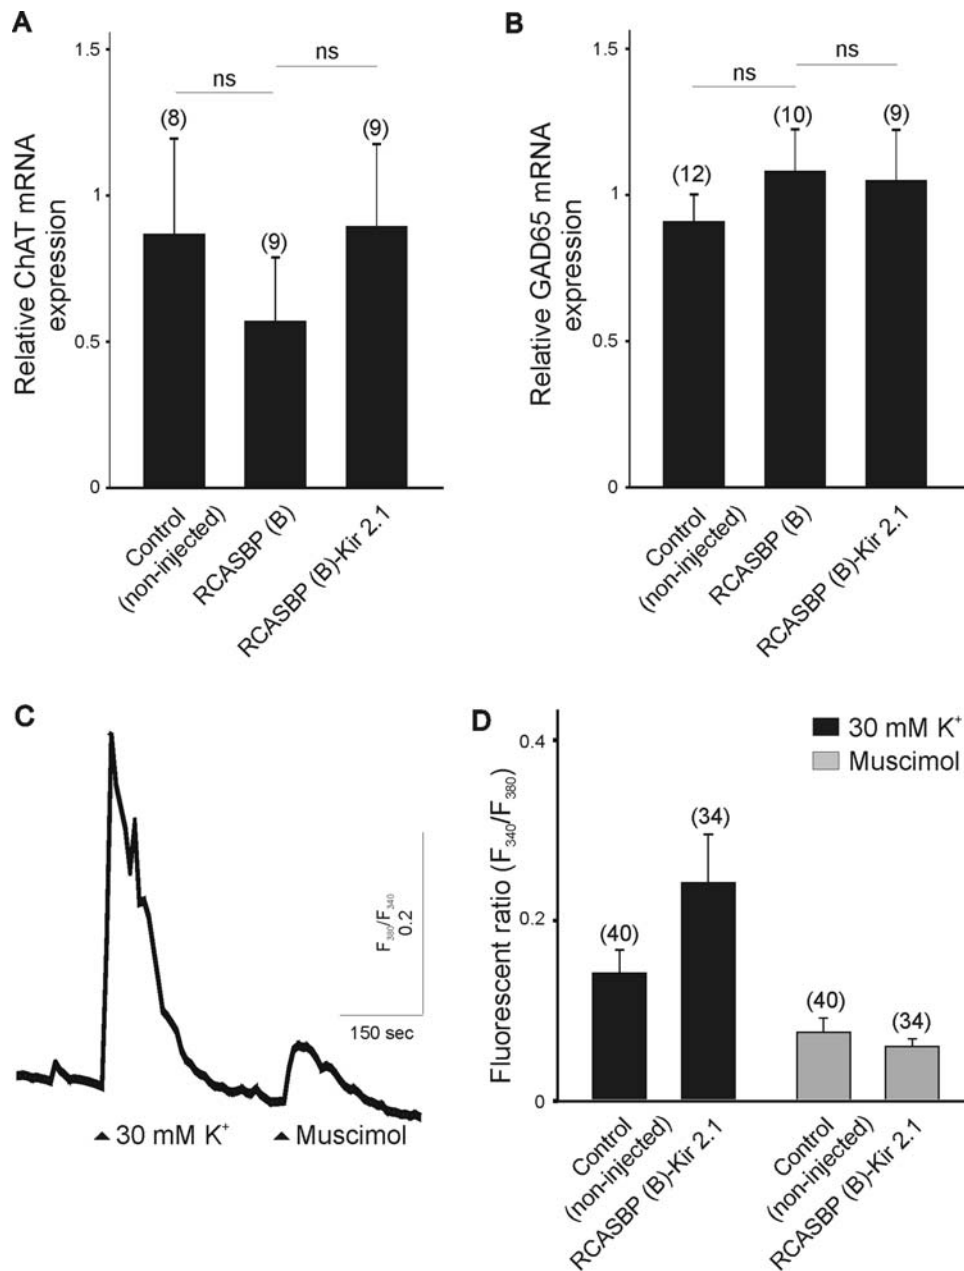 A
1.5
1
0.5
0
Relative ChAT mRNA
expression
ns
ns
(8)
(9)
(9)
Control
(non-injected)
RCASBP (B)
RCASBP (B)-Kir 2.1
B
1.5
1
0.5
0
Relative GAD65 mRNA
expression
ns
ns
(12)
(10)
(9)
Control
(non-injected)
RCASBP (B)
RCASBP (B)-Kir 2.1
C
F380/F340
0.2
150 sec
▲ 30 mM K⁺
▲ Muscimol
D
30 mM K⁺
Muscimol
0.4
0.2
0
Fluorescent ratio (F340/F380)
(40)
(34)
(40)
(34)
Control
(non-injected)
RCASBP (B)-Kir 2.1
Control
(non-injected)
RCASBP (B)-Kir 2.1